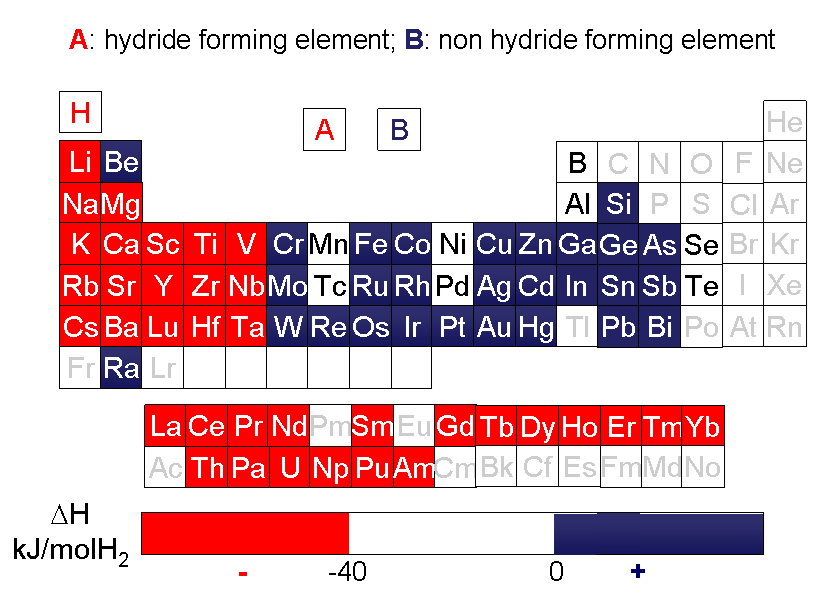 A: hydride forming element; B: non hydride forming element
H A B He
Li Be B C N O F Ne
Na Mg Al Si P S Cl Ar
K Ca Sc Ti V Cr Mn Fe Co Ni Cu Zn Ga Ge As Se Br Kr
Rb Sr Y Zr Nb Mo Tc Ru Rh Pd Ag Cd In Sn Sb Te I Xe
Cs Ba Lu Hf Ta W Re Os Ir Pt Au Hg Tl Pb Bi Po At Rn
Fr Ra Lr
La Ce Pr Nd Pm Sm Eu Gd Tb Dy Ho Er Tm Yb
Ac Th Pa U Np Pu Am Cm Bk Cf Es Fm Md No
ΔH
kJ/molH₂
- -40 0 +